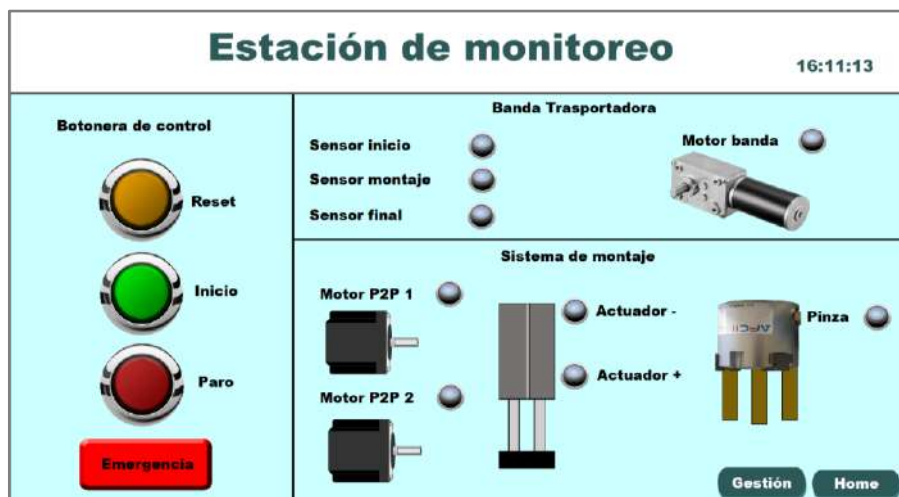 Estación de monitoreo
16:11:13
Botonera de control
Reset
Inicio
Paro
Emergencia
Banda Trasportadora
Sensor inicio
Sensor montaje
Sensor final
Motor banda
Sistema de montaje
Motor P2P 1
Motor P2P 2
Actuador -
Actuador +
Pinza
Gestión
Home